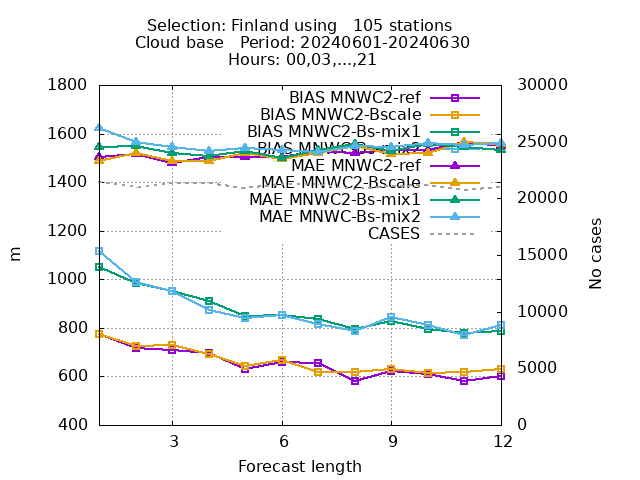 Selection: Finland using   105 stations
Cloud base   Period: 20240601-20240630
Hours: 00,03,...,21
1800
1600
1400
1200
1000
800
600
400
m
30000
25000
20000
15000
10000
5000
0
No cases
BIAS MNWC2-ref
BIAS MNWC2-Bscale
BIAS MNWC2-Bs-mix1
MAE MNWC2-ref
MAE MNWC2-Bscale
MAE MNWC2-Bs-mix1
MAE MNWC-Bs-mix2
CASES
3
6
9
12
Forecast length